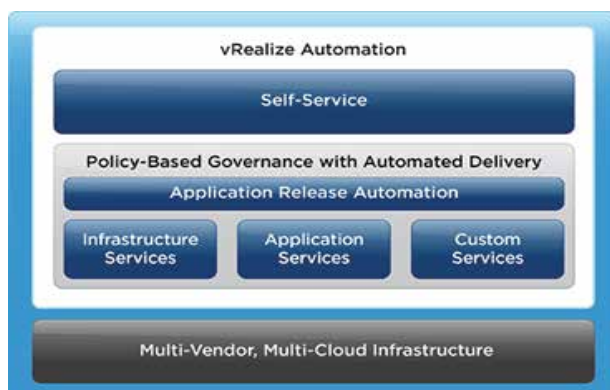 vRealize Automation
Self-Service
Policy-Based Governance with Automated Delivery
Application Release Automation
Infrastructure
Services
Application
Services
Custom
Services
Multi-Vendor, Multi-Cloud Infrastructure